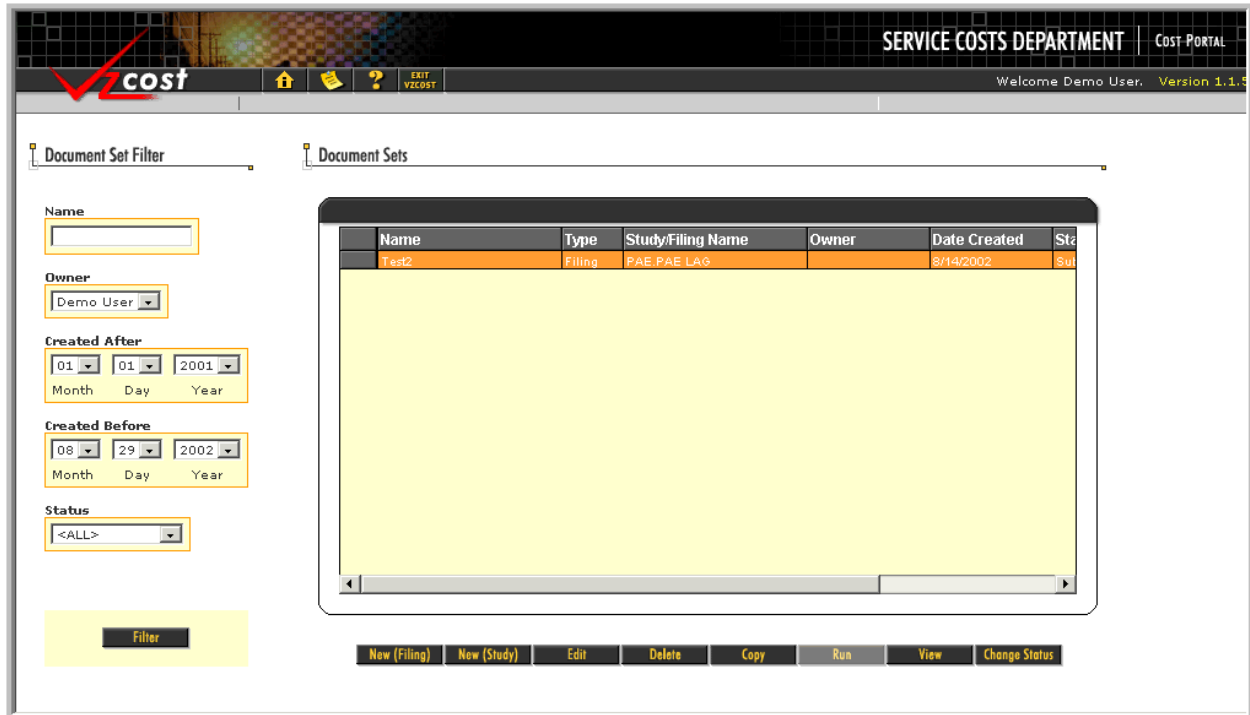 SERVICE COSTS DEPARTMENT COST PORTAL
Vzcost
? EXIT VZCOST
Welcome Demo User. Version 1.1.5
Document Set Filter
Document Sets
Name
Owner
Demo User
Created After
01 01 2001
Month Day Year
Created Before
08 29 2002
Month Day Year
Status
<ALL>
Filter
Name Type Study/Filing Name Owner Date Created Sta
Test2 Filing PAE.PAE LAG 8/14/2002 Sub
New (Filing) New (Study) Edit Delete Copy Run View Change Status